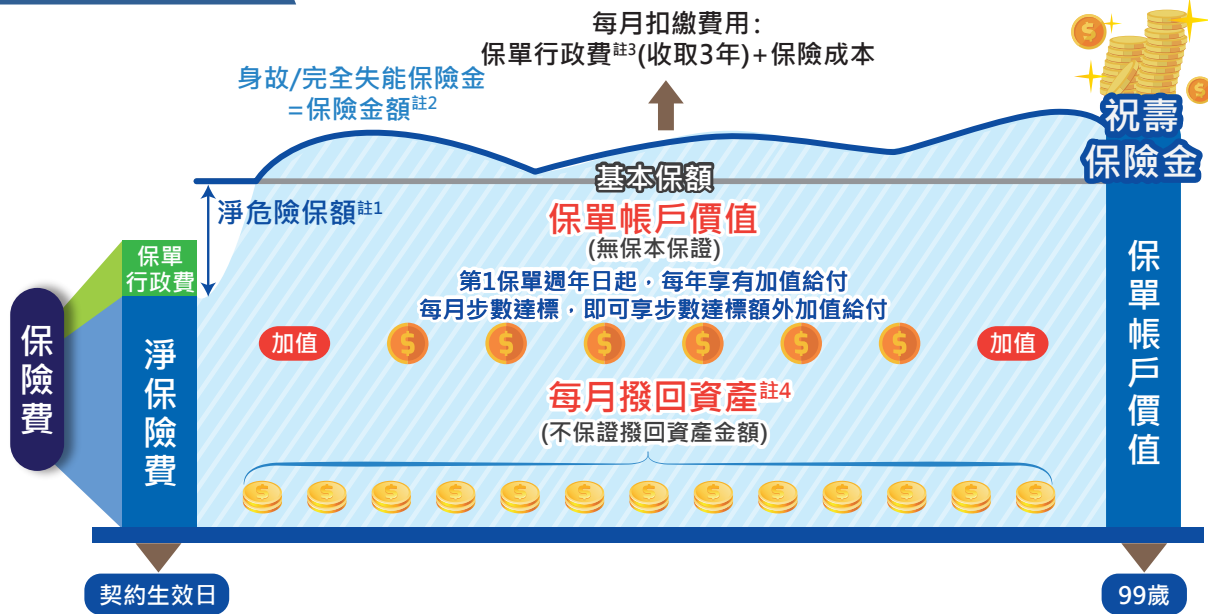 每月扣繳費用：
保單行政費註3(收取3年)+保險成本
身故/完全失能保險金
=保險金額註2
祝壽
保險金
基本保額
淨危險保額註1
保單帳戶價值
(無保本保證)
保單
行政費
第1保單週年日起，每年享有加值給付
每月步數達標，即可享步數達標額外加值給付
保險費
淨保險費
保單帳戶價值
加值
$
$
$
$
$
$
加值
每月撥回資產註4
(不保證撥回資產金額)
契約生效日
99歲